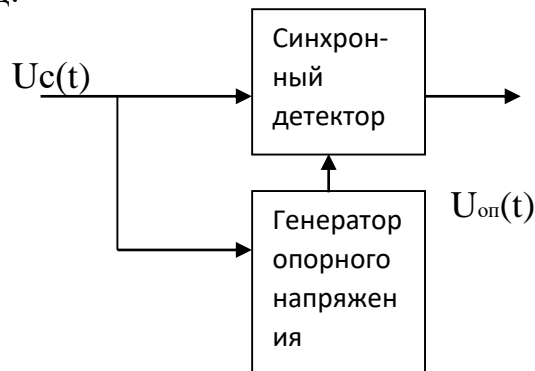 Синхрон-
ный
детектор
Uc(t)
Генератор
опорного
напряжен
ия
Uоп(t)